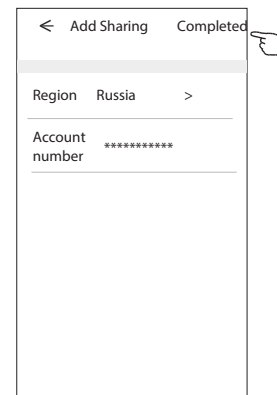 ← Add Sharing Completed
Region Russia >
Account
number ***********